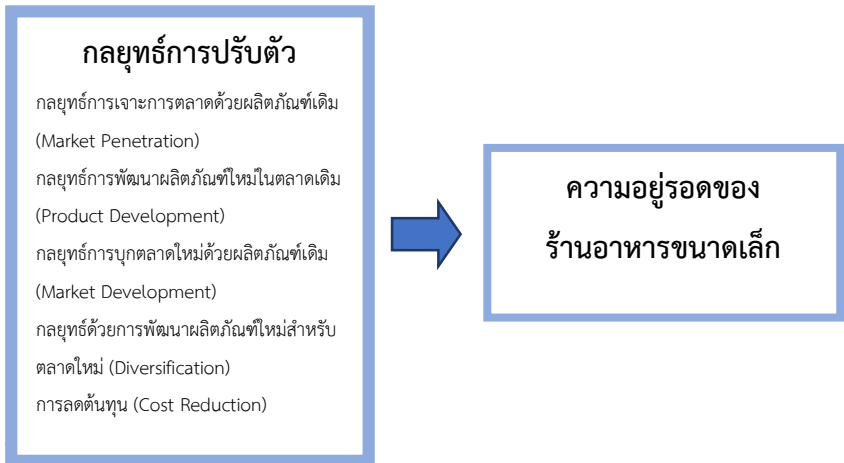 กลยุทธ์การปรับตัว
กลยุทธ์การเจาะการตลาดด้วยผลิตภัณฑ์เดิม
(Market Penetration)
กลยุทธ์การพัฒนาผลิตภัณฑ์ใหม่ในตลาดเดิม
(Product Development)
กลยุทธ์การบุกตลาดใหม่ด้วยผลิตภัณฑ์เดิม
(Market Development)
กลยุทธ์ด้วยการพัฒนาผลิตภัณฑ์ใหม่สำหรับ
ตลาดใหม่ (Diversification)
การลดต้นทุน (Cost Reduction)
ความอยู่รอดของ
ร้านอาหารขนาดเล็ก